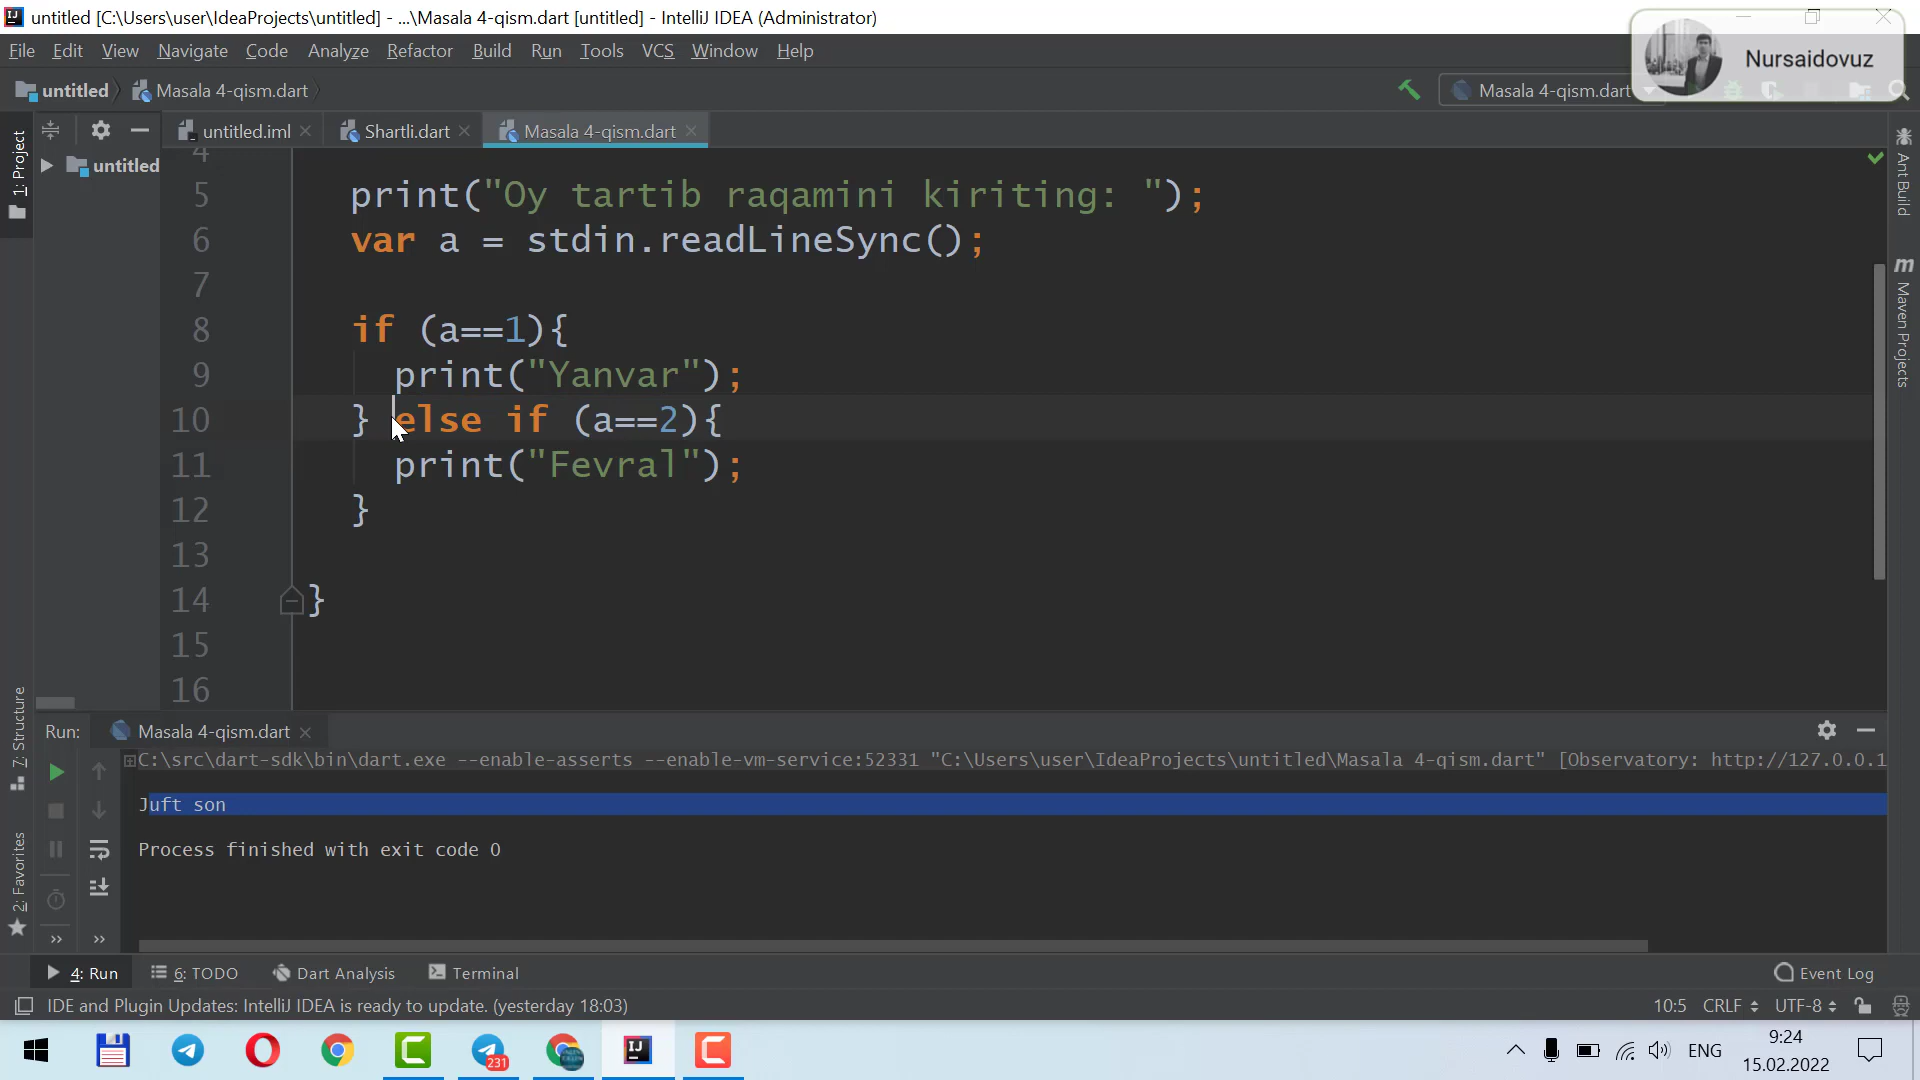 untitled [C:\Users\user\IdeaProjects\untitled] - ...\Masala 4-qism.dart [untitled] - IntelliJ IDEA (Administrator)
File Edit View Navigate Code Analyze Refactor Build Run Tools VCS Window Help
Nursaidovuz
untitled Masala 4-qism.dart
Masala 4-qism.dart
untitled.iml Shartli.dart Masala 4-qism.dart
1: Project
untitled
Ant Build
Maven Projects
4
5 print("Oy tartib raqamini kiriting: ");
6 var a = stdin.readLineSync();
7
8 if (a==1){
9 print("Yanvar");
10 } else if (a==2){
11 print("Fevral");
12 }
13
14 }
15
16
7: Structure
2: Favorites
Run: Masala 4-qism.dart
C:\src\dart-sdk\bin\dart.exe --enable-asserts --enable-vm-service:52331 "C:\Users\user\IdeaProjects\untitled\Masala 4-qism.dart" [Observatory: http://127.0.0.1
Juft son
Process finished with exit code 0
4: Run 6: TODO Dart Analysis Terminal Event Log
IDE and Plugin Updates: IntelliJ IDEA is ready to update. (yesterday 18:03) 10:5 CRLF UTF-8
231
ENG
9:24
15.02.2022